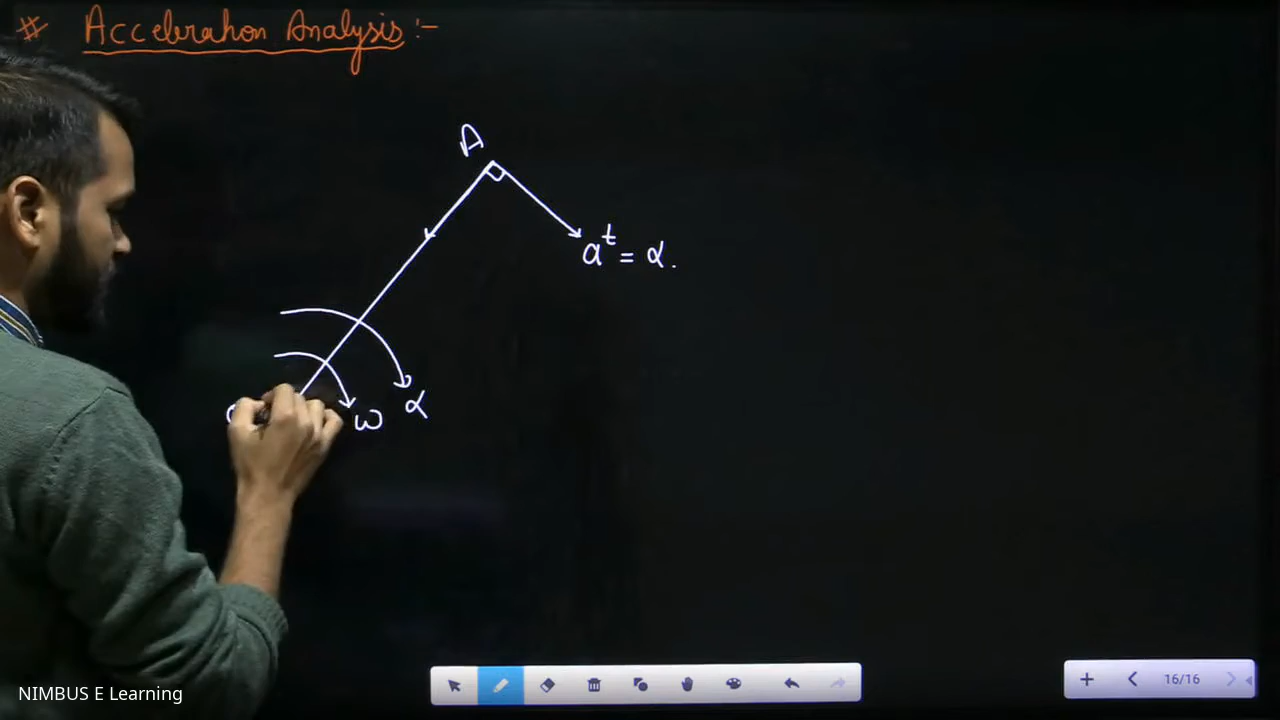 # Acceleration Analysis :-
A
a^t = α.
α
ω
16/16
NIMBUS E Learning